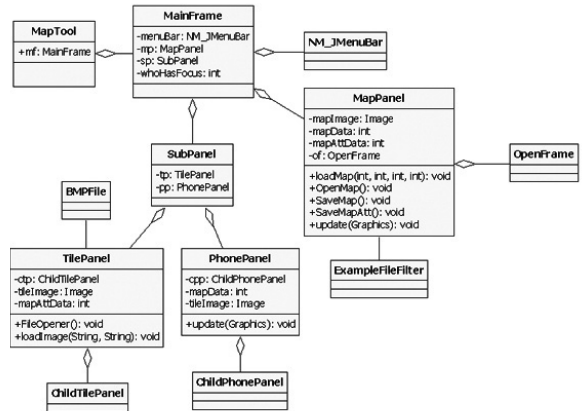 MapTool
+mf: MainFrame
MainFrame
-menuBar: NM_JMenuBar
-mp: MapPanel
-sp: SubPanel
-whoHasFocus: int
NM_JMenuBar
MapPanel
-mapImage: Image
-mapData: int
-mapAttData: int
-of: OpenFrame
+loadMap(int, int, int, int): void
+OpenMap(): void
+SaveMap(): void
+SaveMapAtt(): void
+update(Graphics): void
OpenFrame
SubPanel
-tp: TilePanel
-pp: PhonePanel
BMPFile
TilePanel
-ctp: ChildTilePanel
-tileImage: Image
-mapAttData: int
+FileOpener(): void
+loadImage(String, String): void
PhonePanel
-cpp: ChildPhonePanel
-mapData: int
-tileImage: Image
+update(Graphics): void
ExampleFileFilter
ChildTilePanel
ChildPhonePanel